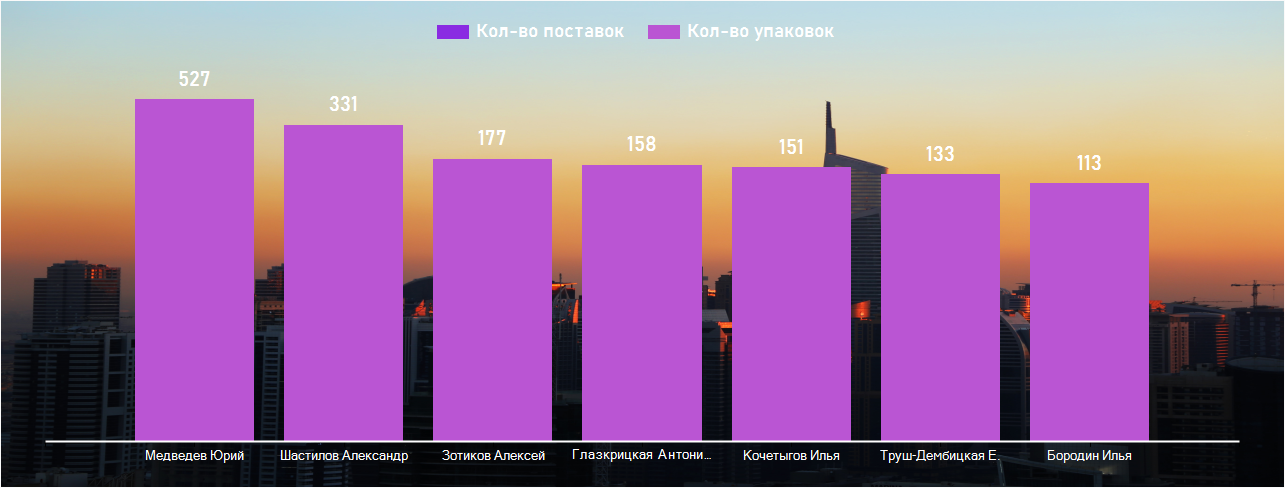 Кол-во поставок Кол-во упаковок
527 331 177 158 151 133 113
Медведев Юрий Шастилов Александр Зотиков Алексей Глазкрицкая Антони... Кочетыгов Илья Труш-Дембицкая Е. Бородин Илья